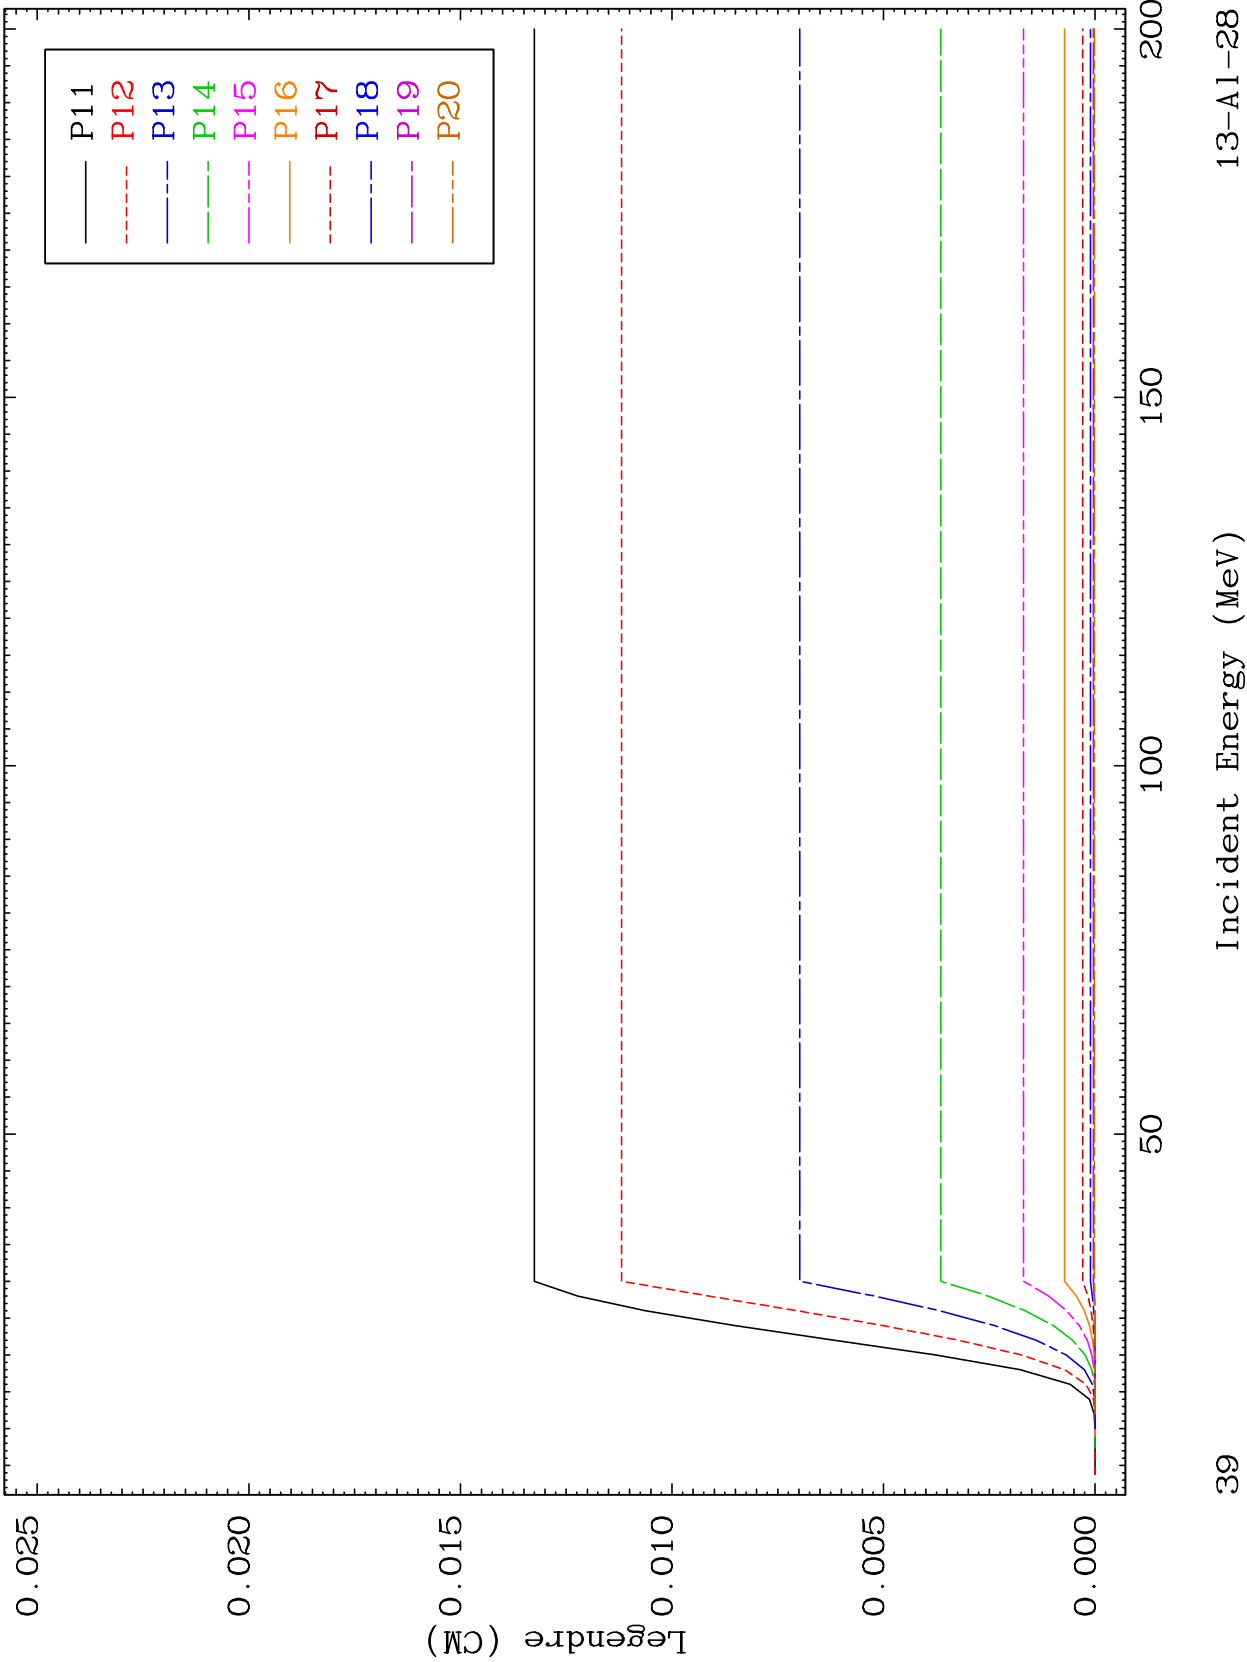 P11
P12
P13
P14
P15
P16
P17
P18
P19
P20
0.025
0.020
0.015
0.010
0.005
0.000
Legendre (CM)
50
100
150
200
Incident Energy (MeV)
39
13-Al-28